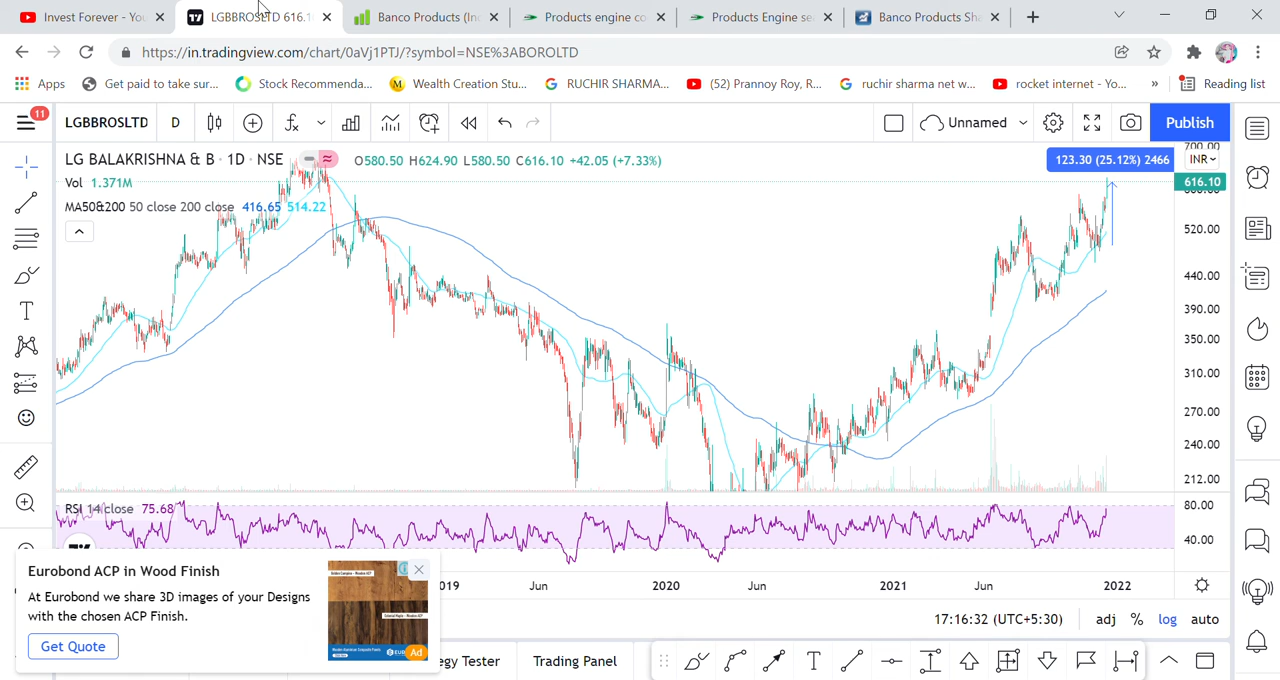 Invest Forever - You
LGBBROSLTD 616.1
Banco Products (In
Products engine co
Products Engine se
Banco Products Sha
https://in.tradingview.com/chart/0aVj1PTJ/?symbol=NSE%3ABOROLTD
Apps
Get paid to take sur...
Stock Recommenda...
Wealth Creation Stu...
RUCHIR SHARMA...
(52) Prannoy Roy, R...
ruchir sharma net w...
rocket internet - Yo...
»
Reading list
11
LGBBROSLTD
D
Unnamed
Publish
LG BALAKRISHNA & B · 1D · NSE
O580.50 H624.90 L580.50 C616.10 +42.05 (+7.33%)
123.30 (25.12%) 2466
700.00
INR
Vol 1.371M
616.10
600.00
MA50&200 50 close 200 close 416.65 514.22
520.00
440.00
390.00
350.00
310.00
270.00
240.00
212.00
RSI 14 close 75.68
80.00
40.00
Eurobond ACP in Wood Finish
At Eurobond we share 3D images of your Designs
with the chosen ACP Finish.
Get Quote
Ad
2019
Jun
2020
Jun
2021
Jun
2022
17:16:32 (UTC+5:30)
adj
%
log
auto
egy Tester
Trading Panel